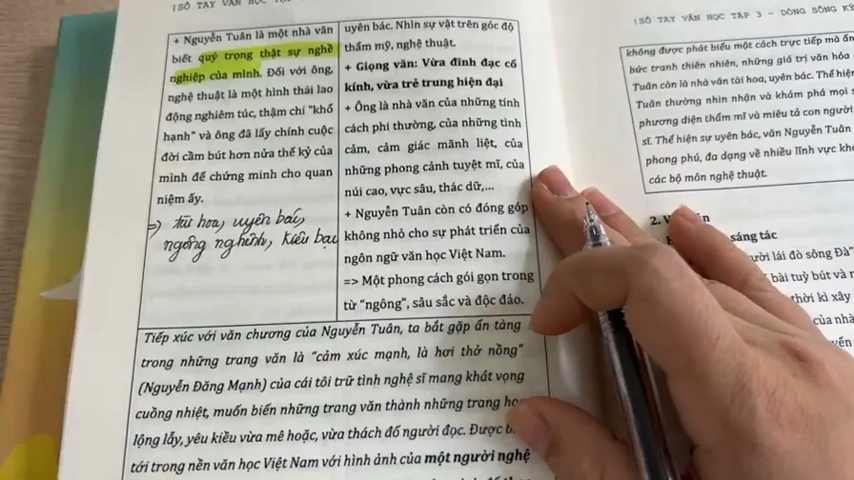 |SỔ TAY VĂN HỌC TẬP
+ Nguyễn Tuân là một nhà văn
biết quý trọng thật sự nghề
nghiệp của mình. Đối với ông,
nghệ thuật là một hình thái lao
động nghiêm túc, thậm chí "khổ
hạnh" và ông đã lấy chính cuộc
đời cầm bút hơn nửa thế kỷ của
mình để chứng minh cho quan
niệm ấy.
=> tài hoa, uyên bác,
ngông nghênh, kiêu bạc
uyên bác. Nhìn sự vật trên góc độ
thẩm mỹ, nghệ thuật.
+ Giọng văn: Vừa đĩnh đạc cổ
kính, vừa trẻ trung hiện đại
+ Ông là nhà văn của những tính
cách phi thường, của những tình
cảm, cảm giác mãnh liệt, của
những phong cảnh tuyệt mĩ, của
núi cao, vực sâu, thác dữ,...
+ Nguyễn Tuân còn có đóng góp
không nhỏ cho sự phát triển của
ngôn ngữ văn học Việt Nam.
=> Một phong cách gói gọn trong
từ "ngông", sâu sắc và độc đáo.
Tiếp xúc với văn chương của Nguyễn Tuân, ta bắt gặp ẩn tàng
trong những trang văn là "cảm xúc mạnh, là hơi thở nồng"
(Nguyễn Đăng Mạnh) của cái tôi trữ tình nghệ sĩ mang khát vọng
cuồng nhiệt, muốn biến những trang văn thành những trang
lộng lẫy, yêu kiều vừa mê hoặc, vừa thách đố người đọc. Được
tới trong nền văn học Việt Nam với hình ảnh của một người nghệ
|SỔ TAY VĂN HỌC TẬP 3 - DÒNG SÔNG
không được phát biểu một cách trực tiếp mà
bức tranh thiên nhiên, những giá trị văn hóa
Tuân còn là nhà văn tài hoa, uyên bác. Thể hiện
Tuân thường nhìn nhận và khám phá mọi
phương diện thẩm mĩ và miêu tả con người
sĩ. Thể hiện sự uyên bác, văn Nguyễn Tuân
phong phú, đa dạng về nhiều lĩnh vực
các bộ môn nghệ thuật.
2.
sáng tác
lái đò sông Đà"
bài tuỳ bút và
thời kì xây